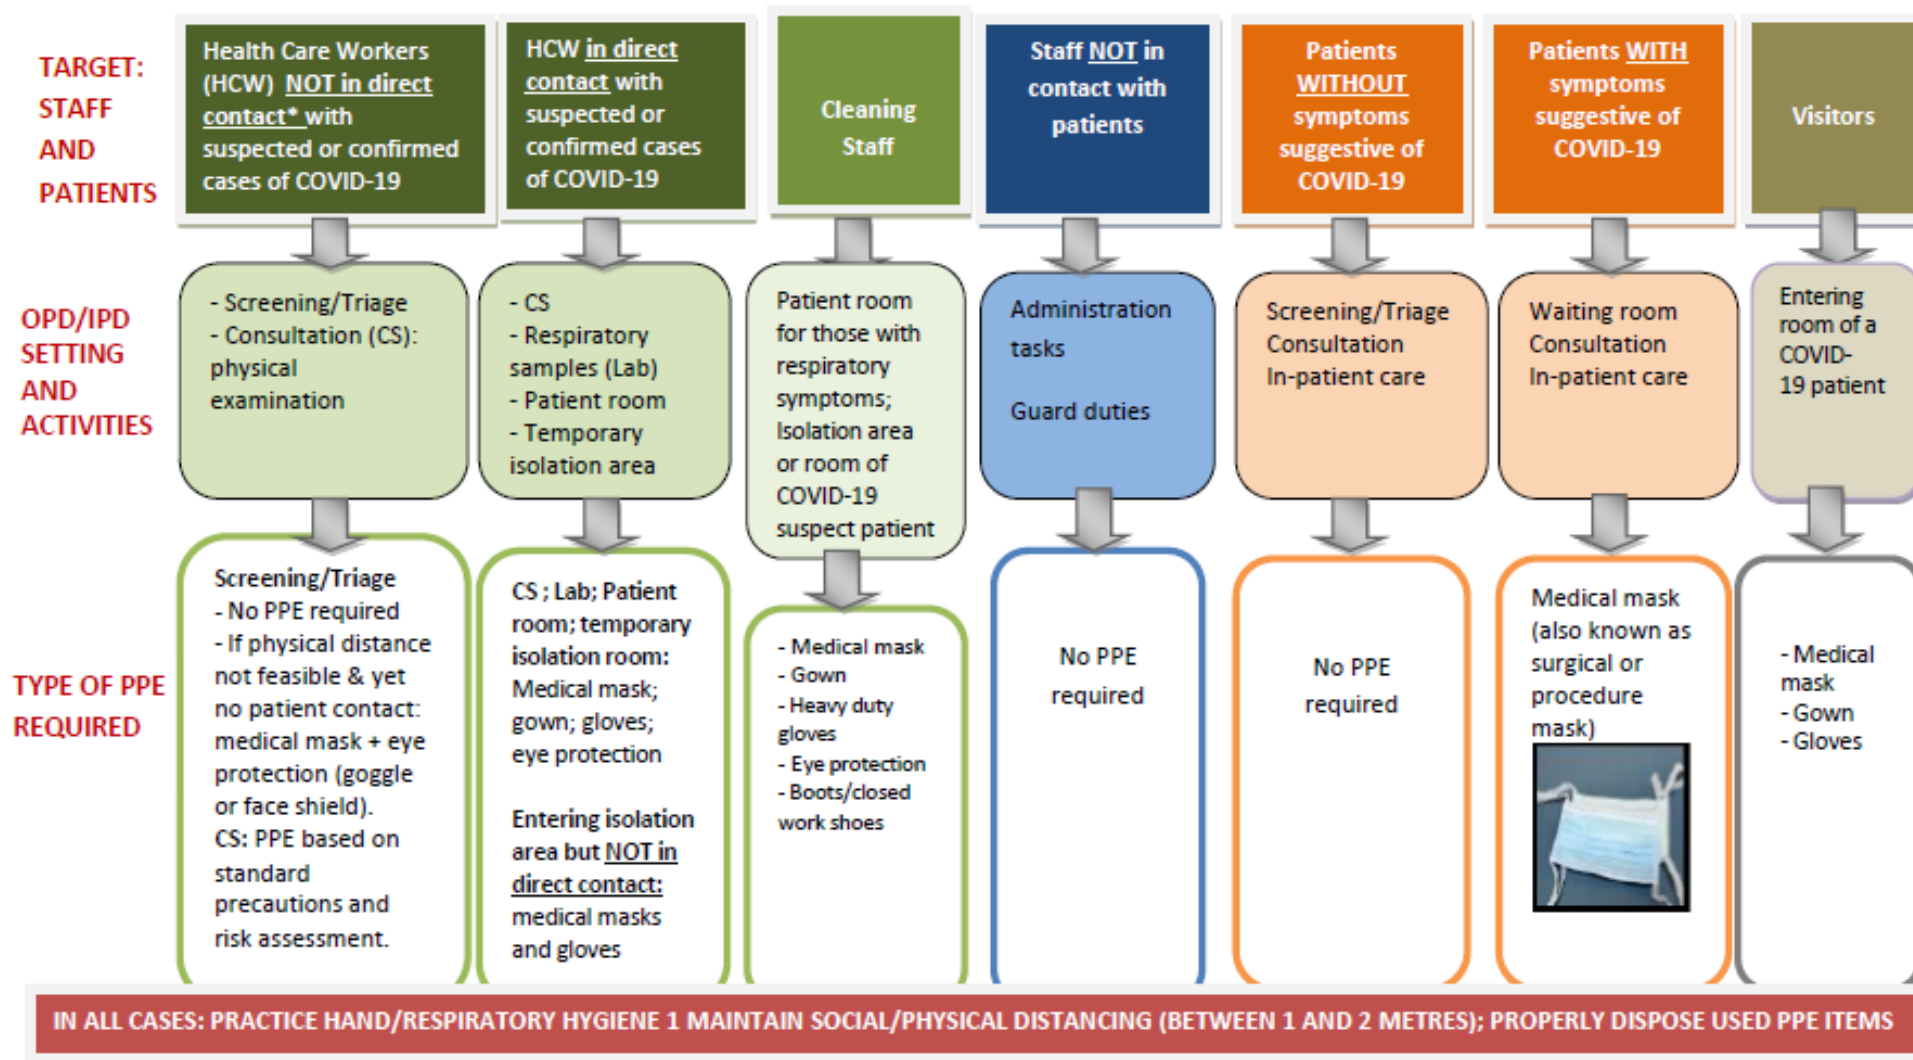 TARGET:
STAFF
AND
PATIENTS
Health Care Workers
(HCW) NOT in direct
contact* with
suspected or confirmed
cases of COVID-19
HCW in direct
contact with
suspected or
confirmed cases
of COVID-19
Cleaning
Staff
Staff NOT in
contact with
patients
Patients
WITHOUT
symptoms
suggestive of
COVID-19
Patients WITH
symptoms
suggestive of
COVID-19
Visitors
OPD/IPD
SETTING
AND
ACTIVITIES
- Screening/Triage
- Consultation (CS):
physical
examination
- CS
- Respiratory
samples (Lab)
- Patient room
- Temporary
isolation area
Patient room
for those with
respiratory
symptoms;
Isolation area
or room of
COVID-19
suspect patient
Administration
tasks
Guard duties
Screening/Triage
Consultation
In-patient care
Waiting room
Consultation
In-patient care
Entering
room of a
COVID-
19 patient
TYPE OF PPE
REQUIRED
Screening/Triage
- No PPE required
- If physical distance
not feasible & yet
no patient contact:
medical mask + eye
protection (goggle
or face shield).
CS: PPE based on
standard
precautions and
risk assessment.
CS ; Lab; Patient
room; temporary
isolation room:
Medical mask;
gown; gloves;
eye protection
Entering isolation
area but NOT in
direct contact:
medical masks
and gloves
- Medical mask
- Gown
- Heavy duty
gloves
- Eye protection
- Boots/closed
work shoes
No PPE
required
No PPE
required
Medical mask
(also known as
surgical or
procedure
mask)
- Medical
mask
- Gown
- Gloves
IN ALL CASES: PRACTICE HAND/RESPIRATORY HYGIENE 1 MAINTAIN SOCIAL/PHYSICAL DISTANCING (BETWEEN 1 AND 2 METRES); PROPERLY DISPOSE USED PPE ITEMS